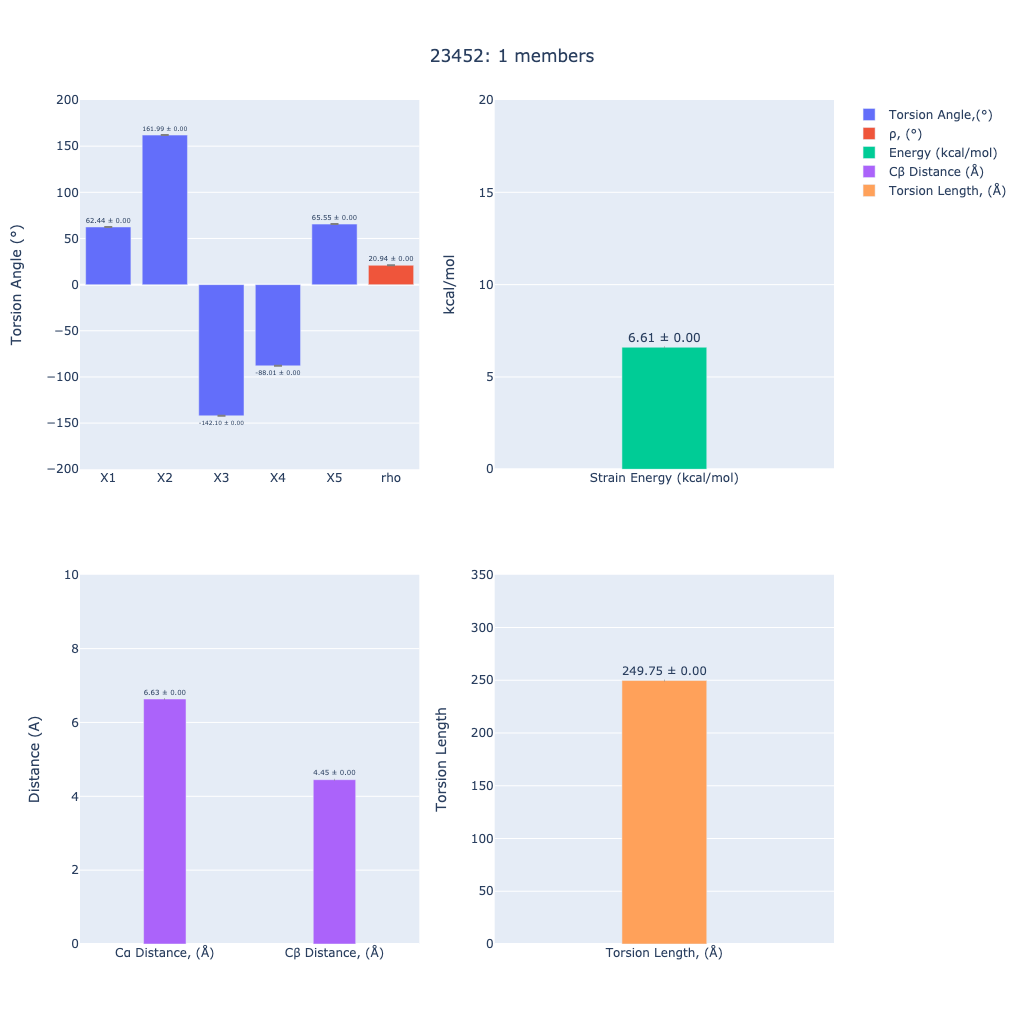 23452: 1 members
Torsion Angle (°)
200
150
100
50
0
−50
−100
−150
−200
62.44 ± 0.00
161.99 ± 0.00
-142.10 ± 0.00
-88.01 ± 0.00
65.55 ± 0.00
20.94 ± 0.00
X1 X2 X3 X4 X5 rho
kcal/mol
20
15
10
5
0
6.61 ± 0.00
Strain Energy (kcal/mol)
Torsion Angle,(°)
ρ, (°)
Energy (kcal/mol)
Cβ Distance (Å)
Torsion Length, (Å)
Distance (A)
10
8
6
4
2
0
6.63 ± 0.00
4.45 ± 0.00
Cα Distance, (Å) Cβ Distance, (Å)
Torsion Length
350
300
250
200
150
100
50
0
249.75 ± 0.00
Torsion Length, (Å)